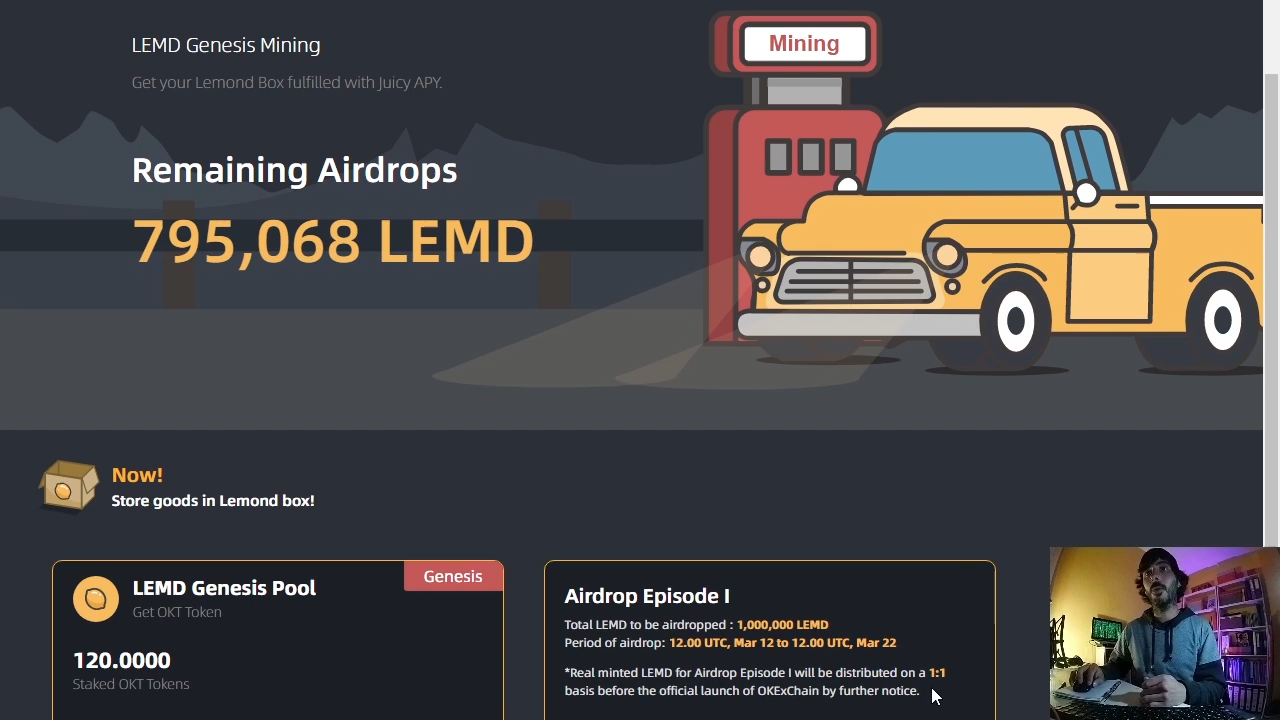 LEMD Genesis Mining
Get your Lemond Box fulfilled with Juicy APY.
Mining
Remaining Airdrops
795,068 LEMD
Now!
Store goods in Lemond box!
LEMD Genesis Pool
Get OKT Token
Genesis
120.0000
Staked OKT Tokens
Airdrop Episode I
Total LEMD to be airdropped : 1,000,000 LEMD
Period of airdrop: 12.00 UTC, Mar 12 to 12.00 UTC, Mar 22
*Real minted LEMD for Airdrop Episode I will be distributed on a 1:1
basis before the official launch of OKExChain by further notice.